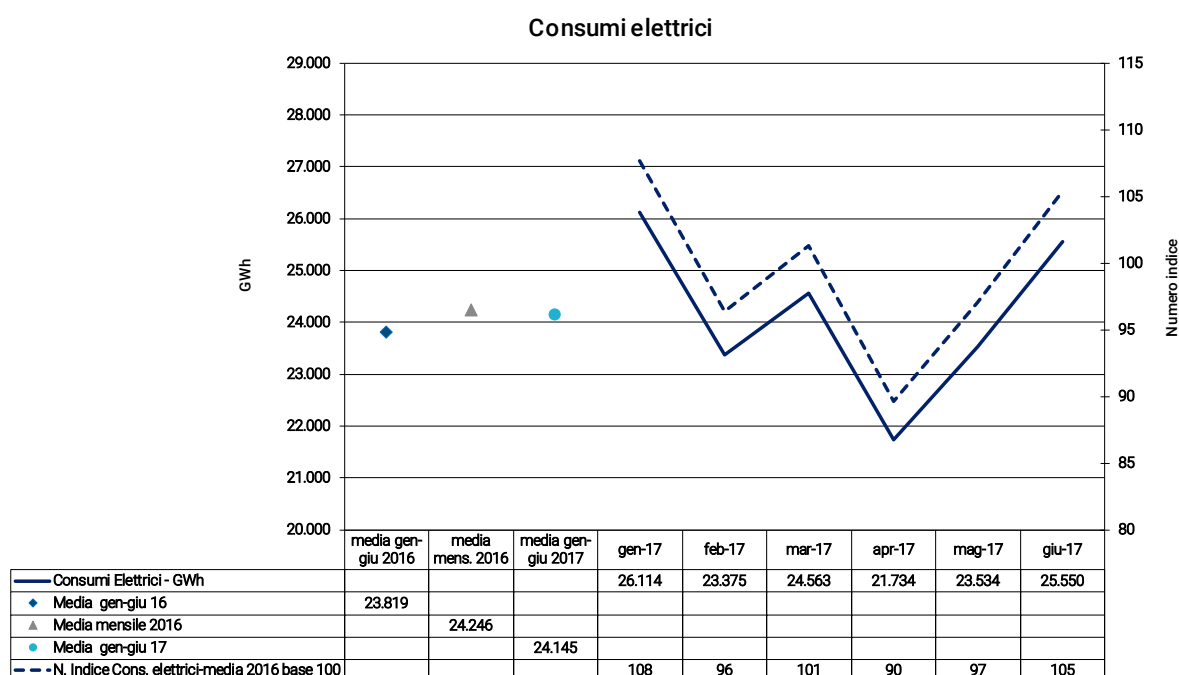 Consumi elettrici
29.000
28.000
27.000
26.000
25.000
24.000
23.000
22.000
21.000
20.000
GWh
115
110
105
100
95
90
85
80
Numero indice
media gen-giu 2016 media mens. 2016 media gen-giu 2017 gen-17 feb-17 mar-17 apr-17 mag-17 giu-17
Consumi Elettrici - GWh 26.114 23.375 24.563 21.734 23.534 25.550
Media gen-giu 16 23.819
Media mensile 2016 24.246
Media gen-giu 17 24.145
N. Indice Cons. elettrici-media 2016 base 100 108 96 101 90 97 105